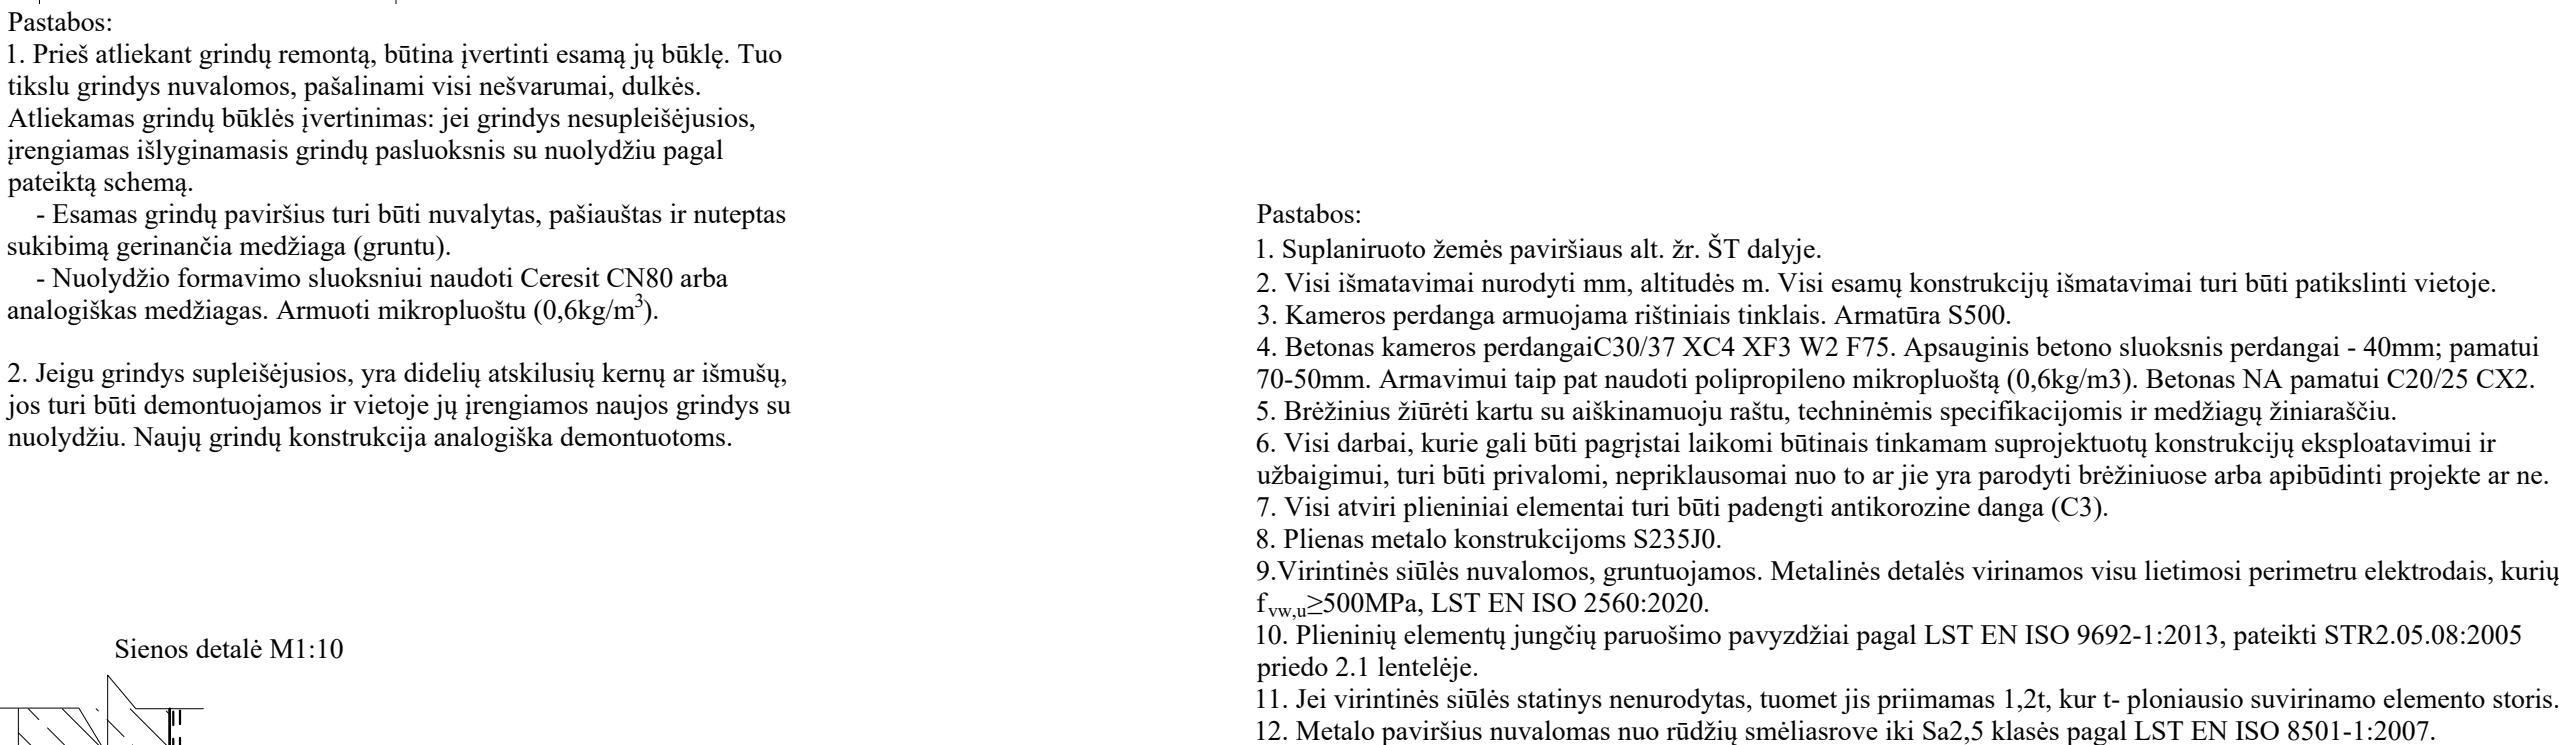 Pastabos:
1. Prieš atliekant grindų remontą, būtina įvertinti esamą jų būklę. Tuo
tikslu grindys nuvalomos, pašalinami visi nešvarumai, dulkės.
Atliekamas grindų būklės įvertinimas: jei grindys nesupleišėjusios,
įrengiamas išlyginamasis grindų pasluoksnis su nuolydžiu pagal
pateiktą schemą.
- Esamas grindų paviršius turi būti nuvalytas, pašiauštas ir nuteptas
sukibimą gerinančia medžiaga (gruntu).
- Nuolydžio formavimo sluoksniui naudoti Ceresit CN80 arba
analogiškas medžiagas. Armuoti mikropluoštu (0,6kg/m³).
2. Jeigu grindys supleišėjusios, yra didelių atskilusių kernų ar išmušų,
jos turi būti demontuojamos ir vietoje jų įrengiamos naujos grindys su
nuolydžiu. Naujų grindų konstrukcija analogiška demontuotoms.
Sienos detalė M1:10
Pastabos:
1. Suplaniruoto žemės paviršiaus alt. žr. ŠT dalyje.
2. Visi išmatavimai nurodyti mm, altitudės m. Visi esamų konstrukcijų išmatavimai turi būti patikslinti vietoje.
3. Kameros perdanga armuojama rištiniais tinklais. Armatūra S500.
4. Betonas kameros perdangaiC30/37 XC4 XF3 W2 F75. Apsauginis betono sluoksnis perdangai - 40mm; pamatui
70-50mm. Armavimui taip pat naudoti polipropileno mikropluoštą (0,6kg/m3). Betonas NA pamatui C20/25 CX2.
5. Brėžinius žiūrėti kartu su aiškinamuoju raštu, techninėmis specifikacijomis ir medžiagų žiniaraščiu.
6. Visi darbai, kurie gali būti pagrįstai laikomi būtinais tinkamam suprojektuotų konstrukcijų eksploatavimui ir
užbaigimui, turi būti privalomi, nepriklausomai nuo to ar jie yra parodyti brėžiniuose arba apibūdinti projekte ar ne.
7. Visi atviri plieniniai elementai turi būti padengti antikorozine danga (C3).
8. Plienas metalo konstrukcijoms S235J0.
9.Virintinės siūlės nuvalomos, gruntuojamos. Metalinės detalės virinamos visu lietimosi perimetru elektrodais, kurių
fvw,u≥500MPa, LST EN ISO 2560:2020.
10. Plieninių elementų jungčių paruošimo pavyzdžiai pagal LST EN ISO 9692-1:2013, pateikti STR2.05.08:2005
priedo 2.1 lentelėje.
11. Jei virintinės siūlės statinys nenurodytas, tuomet jis priimamas 1,2t, kur t- ploniausio suvirinamo elemento storis.
12. Metalo paviršius nuvalomas nuo rūdžių smėliasrove iki Sa2,5 klasės pagal LST EN ISO 8501-1:2007.